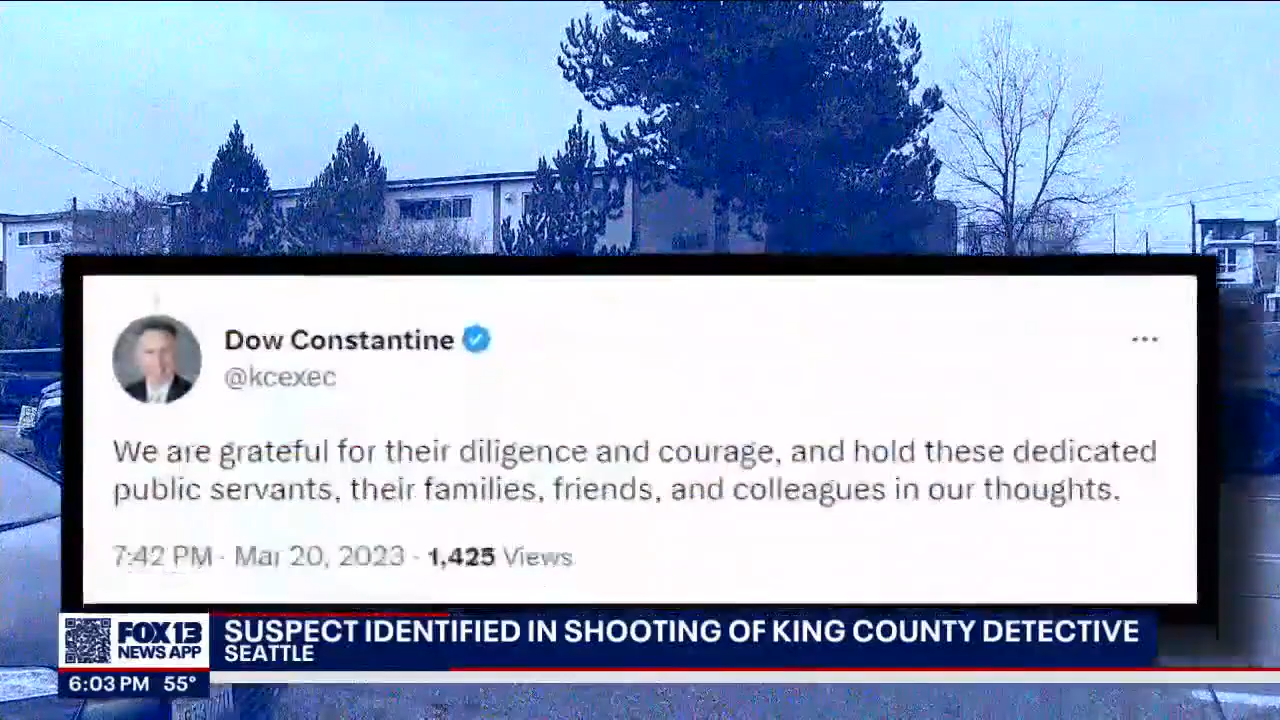 Dow Constantine
@kcexec
We are grateful for their diligence and courage, and hold these dedicated
public servants, their families, friends, and colleagues in our thoughts.
7:42 PM · Mar 20, 2023 · 1,425 Views
FOX 13
NEWS APP
SUSPECT IDENTIFIED IN SHOOTING OF KING COUNTY DETECTIVE
SEATTLE
6:03 PM 55°